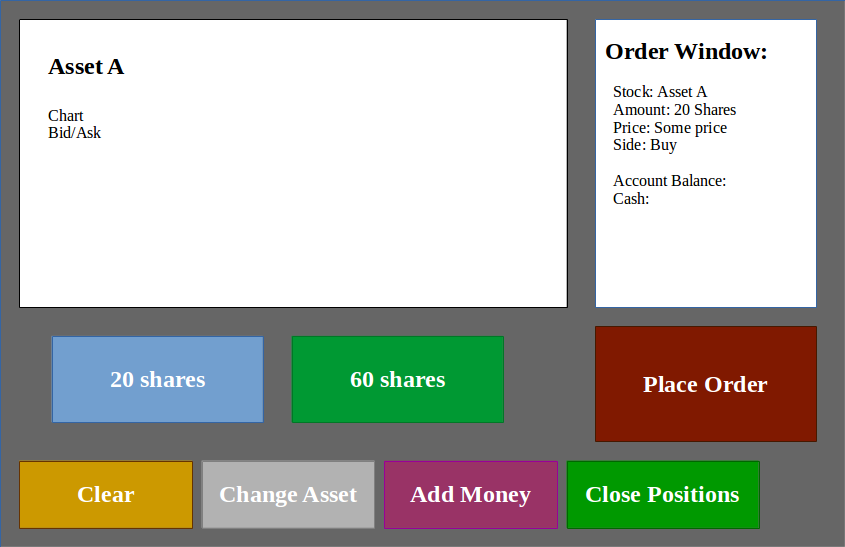 Asset A
Chart
Bid/Ask
Order Window:
Stock: Asset A
Amount: 20 Shares
Price: Some price
Side: Buy
Account Balance:
Cash:
20 shares
60 shares
Place Order
Clear
Change Asset
Add Money
Close Positions